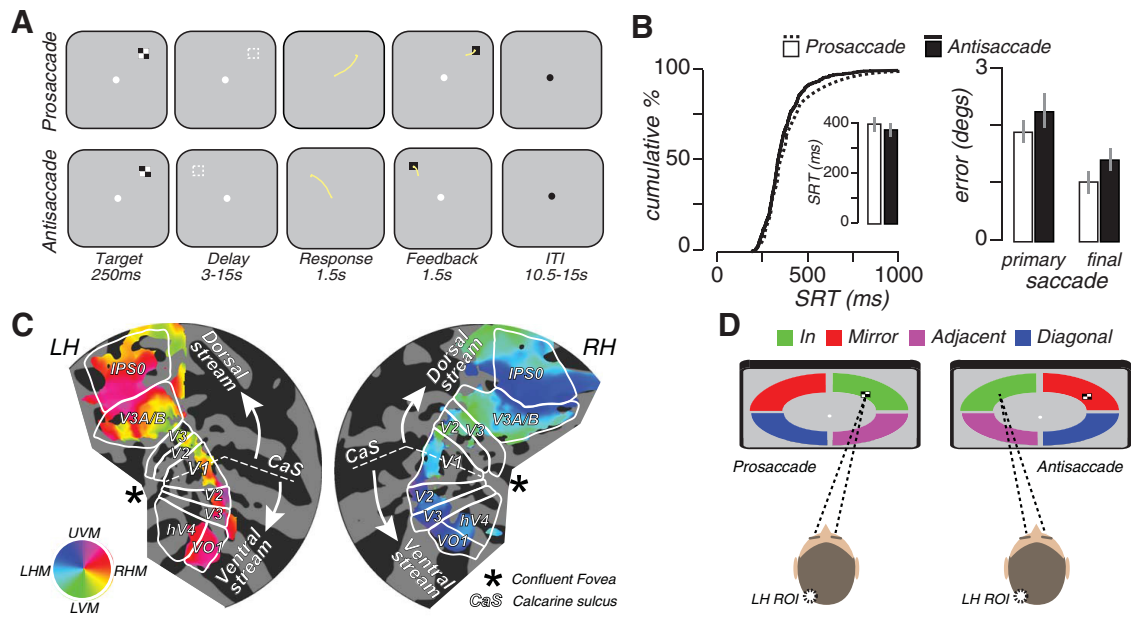 A
Prosaccade
Antisaccade
Target
250ms
Delay
3-15s
Response
1.5s
Feedback
1.5s
ITI
10.5-15s
B
Prosaccade Antisaccade
cumulative %
100
50
0
0 500 1000
SRT (ms)
SRT (ms)
400
200
0
error (degs)
3
0
primary final
saccade
C
LH
Dorsal
stream
IPS0
V3A/B
V3
V2
V1
CaS
V2
V3
hV4
VO1
Ventral
stream
*
UVM
LHM RHM
LVM
RH
Dorsal
stream
IPS0
V3A/B
V2
V3
CaS
V1
V2
V3
hV4
VO1
Ventral
stream
*
* Confluent Fovea
CaS Calcarine sulcus
D
In Mirror Adjacent Diagonal
Prosaccade Antisaccade
LH ROI LH ROI